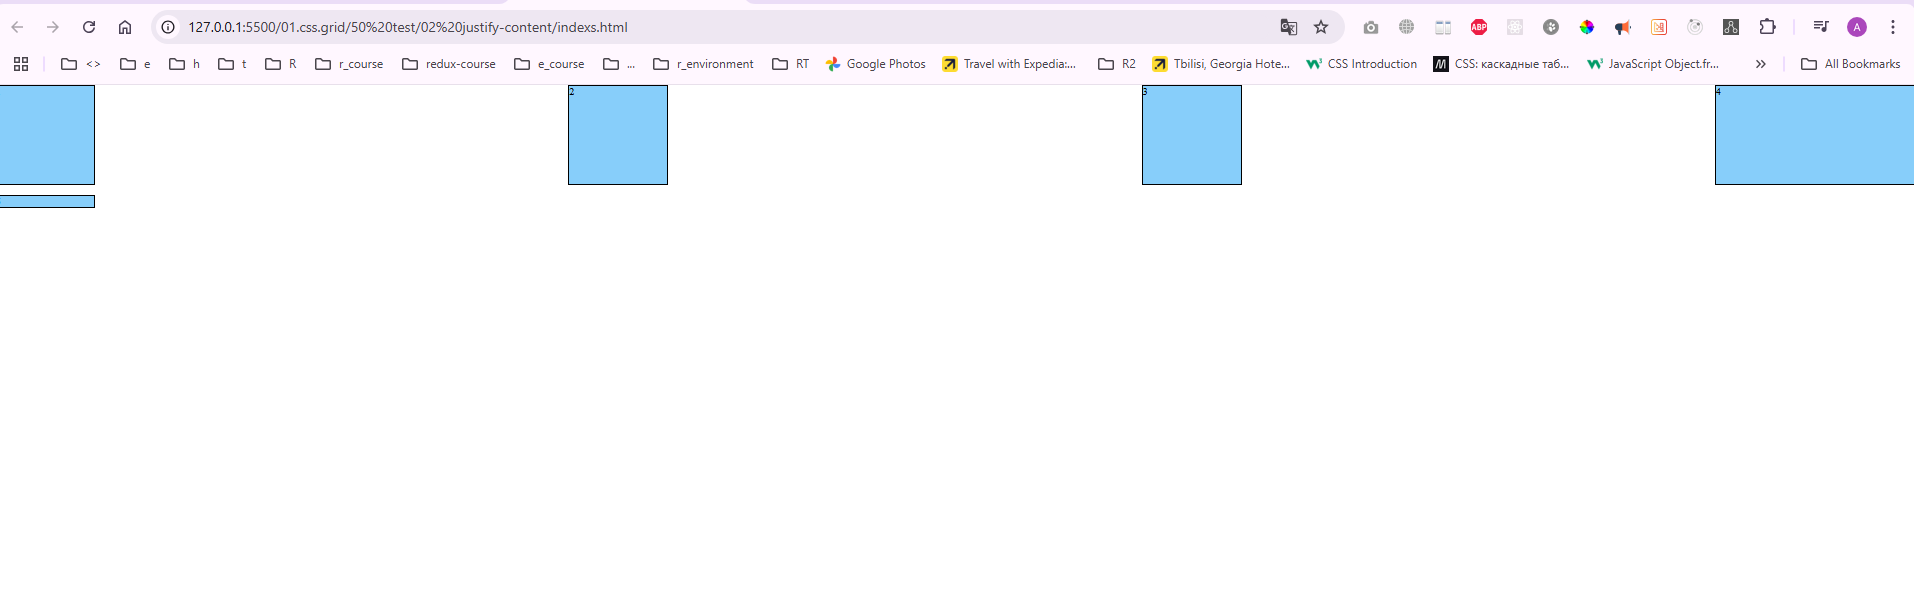 127.0.0.1:5500/01.css.grid/50%20test/02%20justify-content/indexs.html
ABP
A
<> e h t R r_course redux-course e_course ... r_environment RT Google Photos Travel with Expedia:... R2 Tbilisi, Georgia Hote... CSS Introduction M CSS: каскадные таб... JavaScript Object.fr... » All Bookmarks
2 3 4